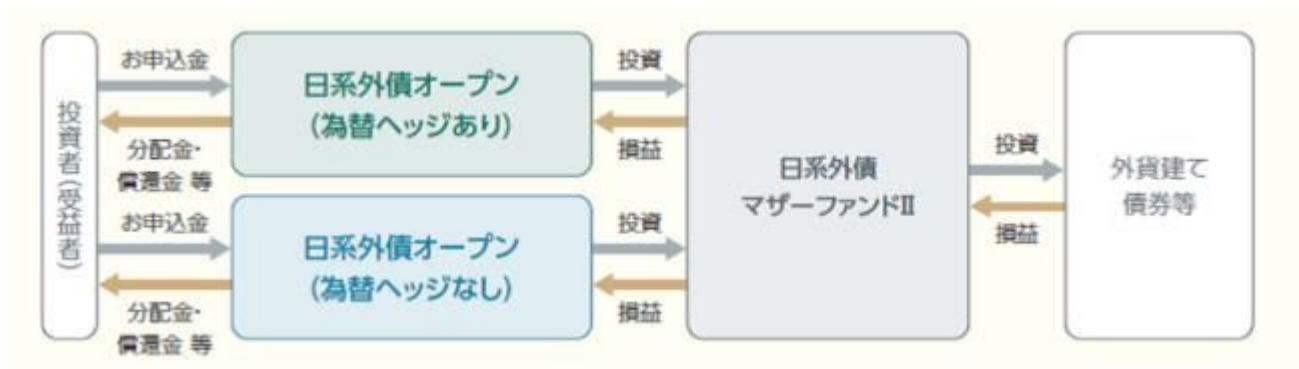 投資者(受益者)
お申込金
分配金・
償還金 等
お申込金
分配金・
償還金 等
日系外債オープン
(為替ヘッジあり)
日系外債オープン
(為替ヘッジなし)
投資
損益
投資
損益
日系外債
マザーファンドⅡ
投資
損益
外貨建て
債券等